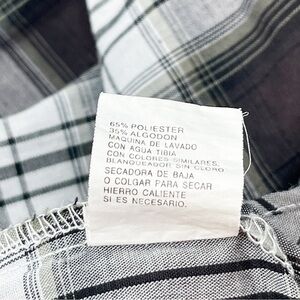 65% POLIESTER
35% ALGODON
MAQUINA DE LAVADO
CON AGUA TIBIA
CON COLORES SIMILARES,
BLANQUEADOR SIN CLORO
SECADORA DE BAJA
O COLGAR PARA SECAR
HIERRO CALIENTE
SI ES NECESARIO.